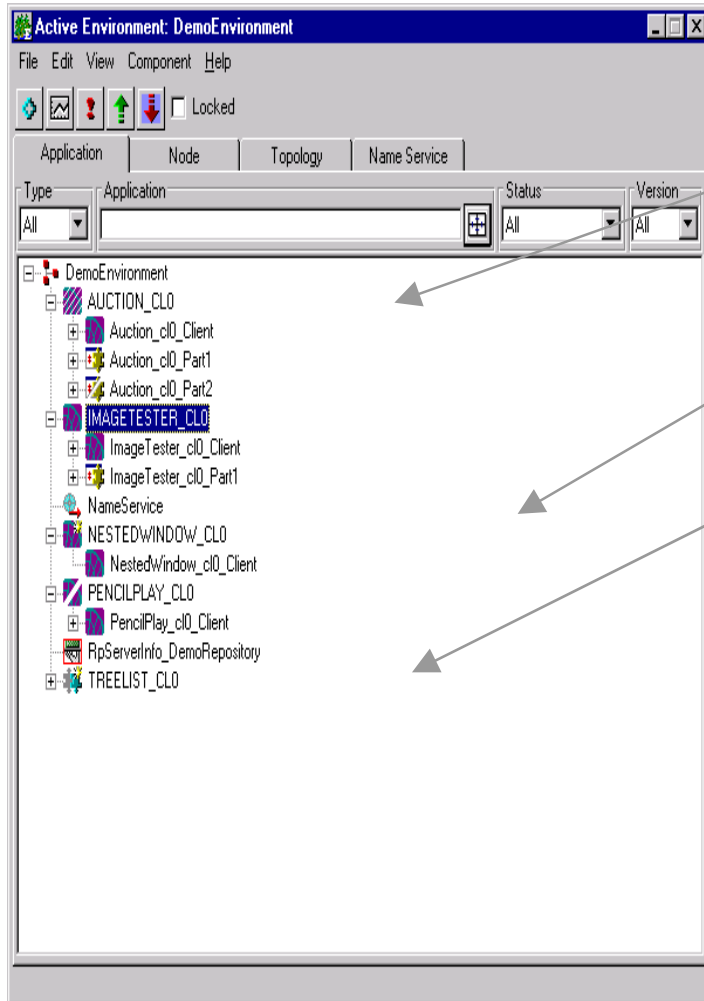 Active Environment: DemoEnvironment
File Edit View Component Help
Locked
Application Node Topology Name Service
Type Application Status Version
All All All
DemoEnvironment
AUCTION_CL0
Auction_cl0_Client
Auction_cl0_Part1
Auction_cl0_Part2
IMAGETESTER_CL0
ImageTester_cl0_Client
ImageTester_cl0_Part1
NameService
NESTEDWINDOW_CL0
NestedWindow_cl0_Client
PENCILPLAY_CL0
PencilPlay_cl0_Client
RpServerInfo_DemoRepository
TREELIST_CL0